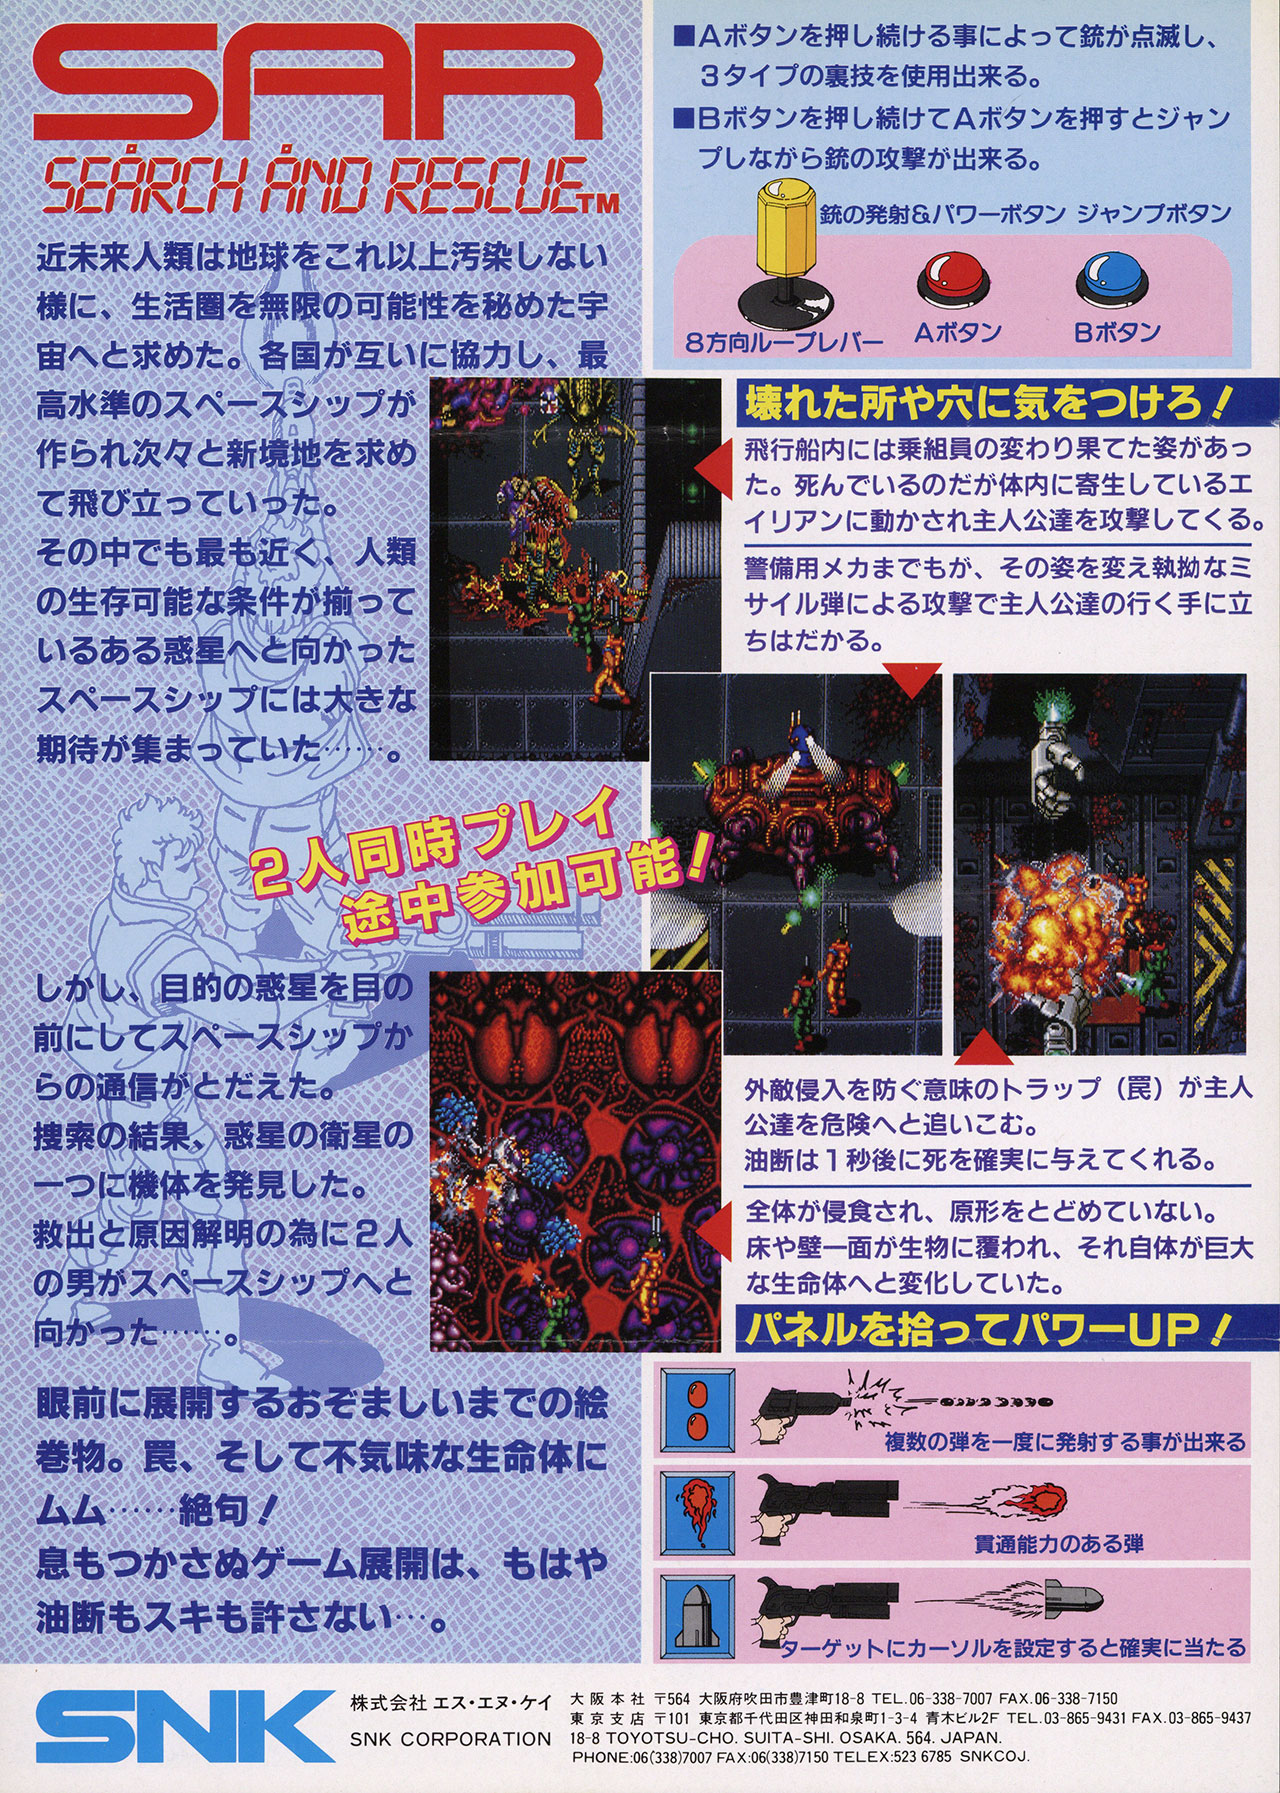 SAR
SEARCH AND RESCUE™
近未来人類は地球をこれ以上汚染しない
様に、生活圏を無限の可能性を秘めた宇
宙へと求めた。各国が互いに協力し、最
高水準のスペースシップが
作られ次々と新境地を求め
て飛び立っていった。
その中でも最も近く、人類
の生存可能な条件が揃って
いるある惑星へと向かった
スペースシップには大きな
期待が集まっていた……。
2人同時プレイ
途中参加可能!
しかし、目的の惑星を目の
前にしてスペースシップか
らの通信がとだえた。
捜索の結果、惑星の衛星の
一つに機体を発見した。
救出と原因解明の為に2人
の男がスペースシップへと
向かった……。
眼前に展開するおぞましいまでの絵
巻物。罠、そして不気味な生命体に
ムム……絶句!
息もつかさぬゲーム展開は、もはや
油断もスキも許さない…。
■Aボタンを押し続ける事によって銃が点滅し、
3タイプの裏技を使用出来る。
■Bボタンを押し続けてAボタンを押すとジャン
プしながら銃の攻撃が出来る。
銃の発射&パワーボタン ジャンプボタン
8方向ループレバー
Aボタン
Bボタン
壊れた所や穴に気をつけろ!
飛行船内には乗組員の変わり果てた姿があっ
た。死んでいるのだが体内に寄生しているエ
イリアンに動かされ主人公達を攻撃してくる。
警備用メカまでもが、その姿を変え執拗なミ
サイル弾による攻撃で主人公達の行く手に立
ちはだかる。
外敵侵入を防ぐ意味のトラップ(罠)が主人
公達を危険へと追いこむ。
油断は1秒後に死を確実に与えてくれる。
全体が侵食され、原形をとどめていない。
床や壁一面が生物に覆われ、それ自体が巨大
な生命体へと変化していた。
パネルを拾ってパワーUP!
複数の弾を一度に発射する事が出来る
貫通能力のある弾
ターゲットにカーソルを設定すると確実に当たる
SNK
株式会社 エス・エヌ・ケイ
SNK CORPORATION
大阪本社 〒564 大阪府吹田市豊津町18-8 TEL.06-338-7007 FAX.06-338-7150
東京支店 〒101 東京都千代田区神田和泉町1-3-4 青木ビル2F TEL.03-865-9431 FAX.03-865-9437
18-8 TOYOTSU-CHO. SUITA-SHI. OSAKA. 564. JAPAN.
PHONE:06(338)7007 FAX:06(338)7150 TELEX:523 6785 SNKCOJ.